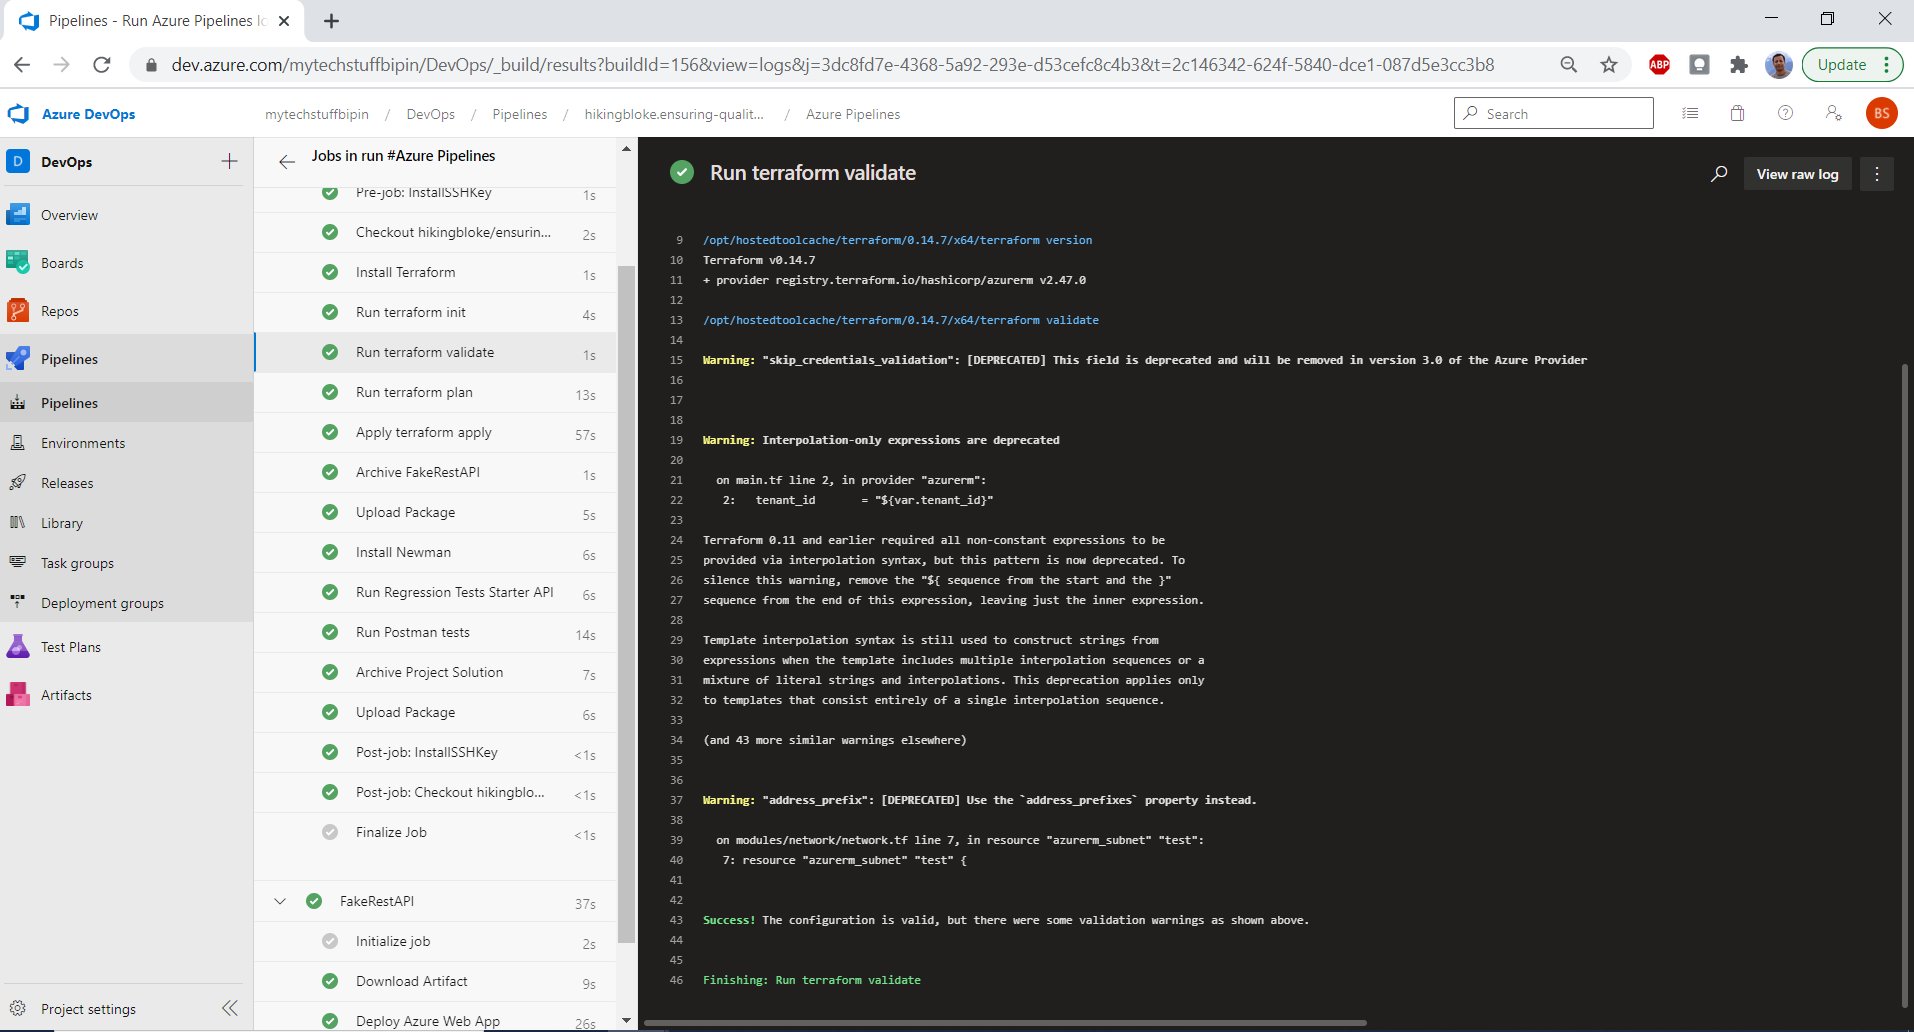 Pipelines - Run Azure Pipelines lo
dev.azure.com/mytechstuffbipin/DevOps/_build/results?buildId=156&view=logs&j=3dc8fd7e-4368-5a92-293e-d53cefc8c4b3&t=2c146342-624f-5840-dce1-087d5e3cc3b8
ABP
Update
Azure DevOps
mytechstuffbipin / DevOps / Pipelines / hikingbloke.ensuring-qualit... / Azure Pipelines
Search
BS
D DevOps
Overview
Boards
Repos
Pipelines
Pipelines
Environments
Releases
Library
Task groups
Deployment groups
Test Plans
Artifacts
Project settings
Jobs in run #Azure Pipelines
Pre-job: InstallSSHKey 1s
Checkout hikingbloke/ensurin... 2s
Install Terraform 1s
Run terraform init 4s
Run terraform validate 1s
Run terraform plan 13s
Apply terraform apply 57s
Archive FakeRestAPI 1s
Upload Package 5s
Install Newman 6s
Run Regression Tests Starter API 6s
Run Postman tests 14s
Archive Project Solution 7s
Upload Package 6s
Post-job: InstallSSHKey <1s
Post-job: Checkout hikingblo... <1s
Finalize Job <1s
FakeRestAPI 37s
Initialize job 2s
Download Artifact 9s
Deploy Azure Web App 26s
Run terraform validate
View raw log
9 /opt/hostedtoolcache/terraform/0.14.7/x64/terraform version
10 Terraform v0.14.7
11 + provider registry.terraform.io/hashicorp/azurerm v2.47.0
12
13 /opt/hostedtoolcache/terraform/0.14.7/x64/terraform validate
14
15 Warning: "skip_credentials_validation": [DEPRECATED] This field is deprecated and will be removed in version 3.0 of the Azure Provider
16
17
18
19 Warning: Interpolation-only expressions are deprecated
20
21 on main.tf line 2, in provider "azurerm":
22 2: tenant_id = "${var.tenant_id}"
23
24 Terraform 0.11 and earlier required all non-constant expressions to be
25 provided via interpolation syntax, but this pattern is now deprecated. To
26 silence this warning, remove the "${ sequence from the start and the }"
27 sequence from the end of this expression, leaving just the inner expression.
28
29 Template interpolation syntax is still used to construct strings from
30 expressions when the template includes multiple interpolation sequences or a
31 mixture of literal strings and interpolations. This deprecation applies only
32 to templates that consist entirely of a single interpolation sequence.
33
34 (and 43 more similar warnings elsewhere)
35
36
37 Warning: "address_prefix": [DEPRECATED] Use the `address_prefixes` property instead.
38
39 on modules/network/network.tf line 7, in resource "azurerm_subnet" "test":
40 7: resource "azurerm_subnet" "test" {
41
42
43 Success! The configuration is valid, but there were some validation warnings as shown above.
44
45
46 Finishing: Run terraform validate